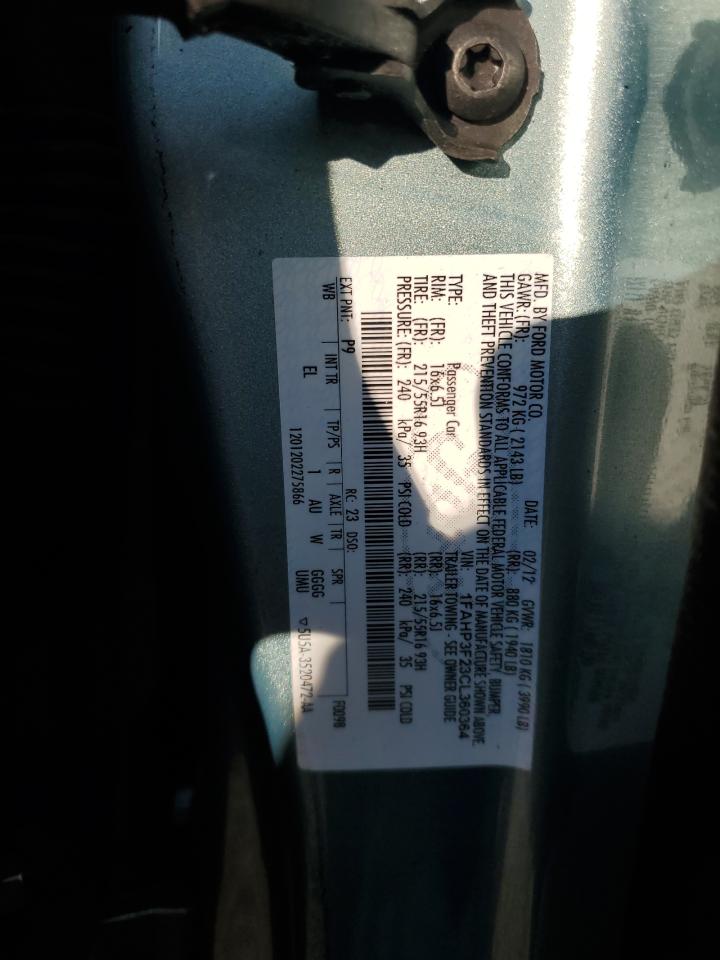 MFD. BY FORD MOTOR CO. DATE: 02/12 GVWR: 1810 KG ( 3990 LB)
GAWR: (FR): 972 KG ( 2143 LB) (RR): 880 KG ( 1940 LB)
THIS VEHICLE CONFORMS TO ALL APPLICABLE FEDERAL MOTOR VEHICLE SAFETY, BUMPER,
AND THEFT PREVENTION STANDARDS IN EFFECT ON THE DATE OF MANUFACTURE SHOWN ABOVE.
VIN: 1FAHP3F23CL360364
TYPE: Passenger Car TRAILER TOWING - SEE OWNER GUIDE
RIM: (FR): 16x6.5J (RR): 16x6.5J
TIRE: (FR): 215/55R16 93H (RR): 215/55R16 93H
PRESSURE: (FR): 240 kPa/ 35 PSI COLD (RR): 240 kPa/ 35 PSI COLD
EXT PNT: P9 RC: 23 DSO: F0098
WB INT TR TP/PS R AXLE TR SPR
EL 1 AU W GGGG UMU
1201202275866 ▽5U5A-3520472-AA